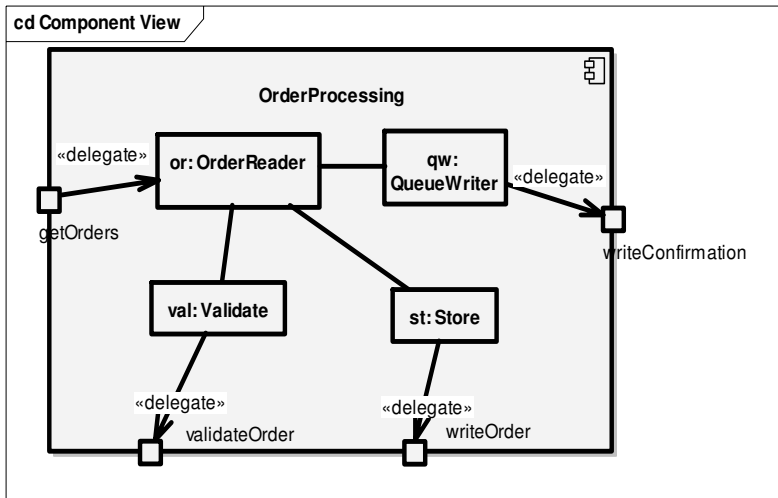 cd Component View
OrderProcessing
«delegate»
or:OrderReader
qw:
QueueWriter
«delegate»
getOrders
writeConfirmation
val:Validate
st:Store
«delegate»
«delegate»
validateOrder
writeOrder